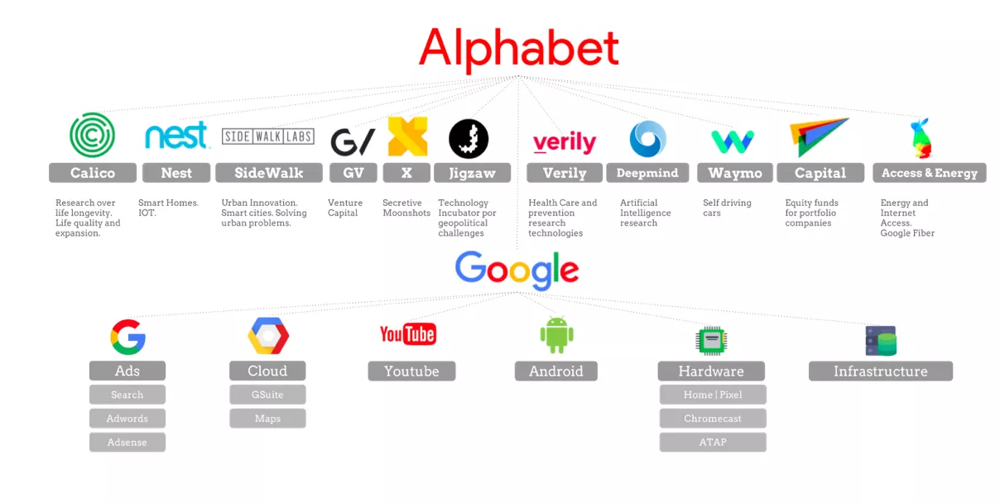 Alphabet
nest
SIDE WALK LABS
G/
verily
Calico
Nest
SideWalk
GV
X
Jigzaw
Verily
Deepmind
Waymo
Capital
Access & Energy
Research over
life longevity.
Life quality and
expansion.
Smart Homes.
IOT.
Urban Innovation.
Smart cities. Solving
urban problems.
Venture
Capital
Secretive
Moonshots
Technology
Incubator por
geopolitical
challenges
Health Care and
prevention
research
technologies
Artificial
Intelligence
research
Self driving
cars
Equity funds
for portfolio
companies
Energy and
Internet
Access.
Google Fiber
Google
G
YouTube
Ads
Cloud
Youtube
Android
Hardware
Infrastructure
Search
GSuite
Home | Pixel
Adwords
Maps
Chromecast
Adsense
ATAP